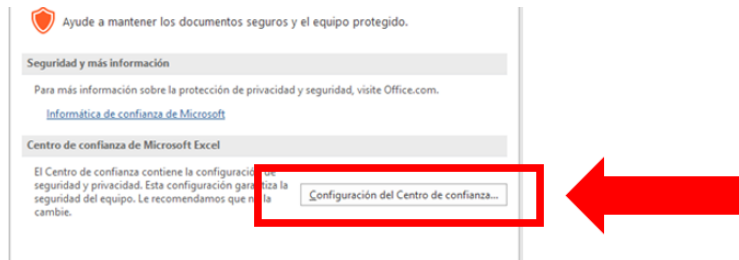 Ayude a mantener los documentos seguros y el equipo protegido.
Seguridad y más información
Para más información sobre la protección de privacidad y seguridad, visite Office.com.
Informática de confianza de Microsoft
Centro de confianza de Microsoft Excel
El Centro de confianza contiene la configuración de
seguridad y privacidad. Esta configuración garantiza la
seguridad del equipo. Le recomendamos que no la
cambie.
Configuración del Centro de confianza...